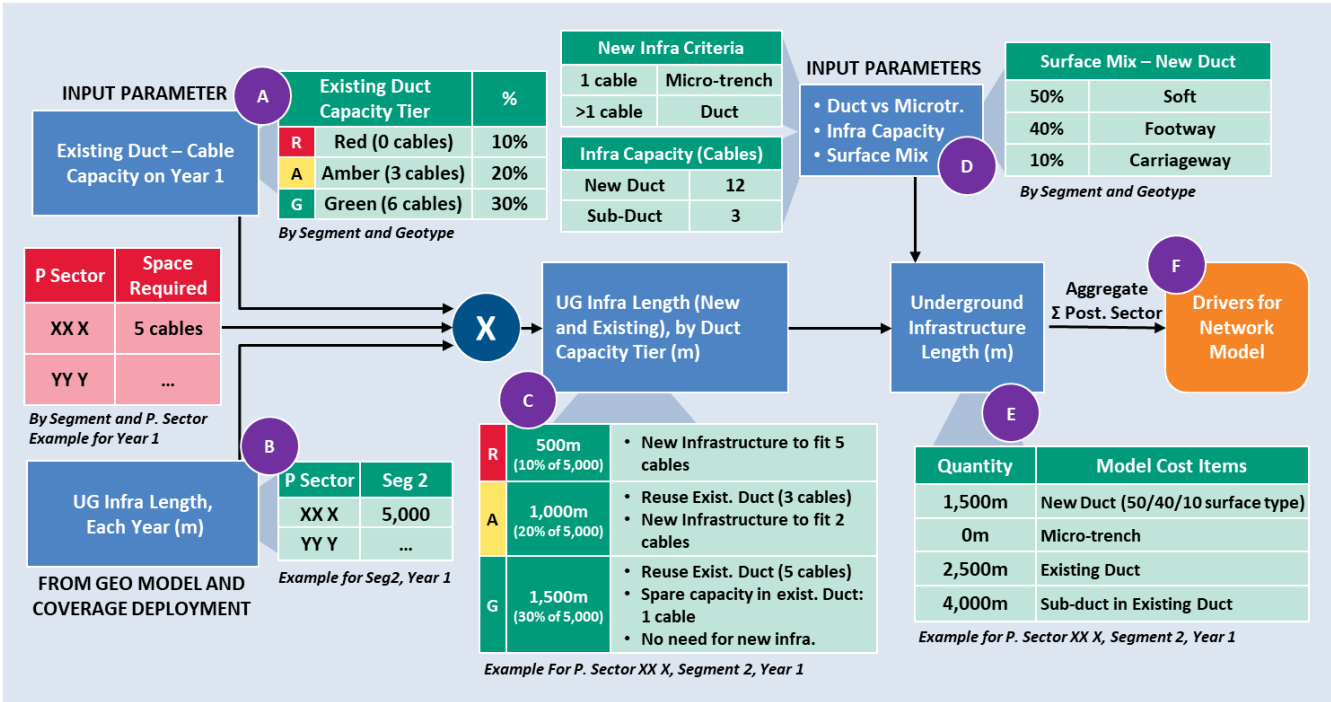 INPUT PARAMETER
A
Existing Duct – Cable
Capacity on Year 1
Existing Duct
Capacity Tier
%
R
Red (0 cables)
10%
A
Amber (3 cables)
20%
G
Green (6 cables)
30%
By Segment and Geotype
New Infra Criteria
1 cable
Micro-trench
>1 cable
Duct
Infra Capacity (Cables)
New Duct
12
Sub-Duct
3
INPUT PARAMETERS
• Duct vs Microtr.
• Infra Capacity
• Surface Mix
D
Surface Mix – New Duct
50%
Soft
40%
Footway
10%
Carriageway
By Segment and Geotype
P Sector
Space
Required
XX X
5 cables
YY Y
...
By Segment and P. Sector
Example for Year 1
X
UG Infra Length (New
and Existing), by Duct
Capacity Tier (m)
Underground
Infrastructure
Length (m)
Aggregate
Σ Post. Sector
F
Drivers for
Network
Model
B
UG Infra Length,
Each Year (m)
FROM GEO MODEL AND
COVERAGE DEPLOYMENT
P Sector
Seg 2
XX X
5,000
YY Y
...
Example for Seg2, Year 1
C
R
500m
(10% of 5,000)
• New Infrastructure to fit 5
cables
A
1,000m
(20% of 5,000)
• Reuse Exist. Duct (3 cables)
• New Infrastructure to fit 2
cables
G
1,500m
(30% of 5,000)
• Reuse Exist. Duct (5 cables)
• Spare capacity in exist. Duct:
1 cable
• No need for new infra.
Example For P. Sector XX X, Segment 2, Year 1
E
Quantity
Model Cost Items
1,500m
New Duct (50/40/10 surface type)
0m
Micro-trench
2,500m
Existing Duct
4,000m
Sub-duct in Existing Duct
Example for P. Sector XX X, Segment 2, Year 1